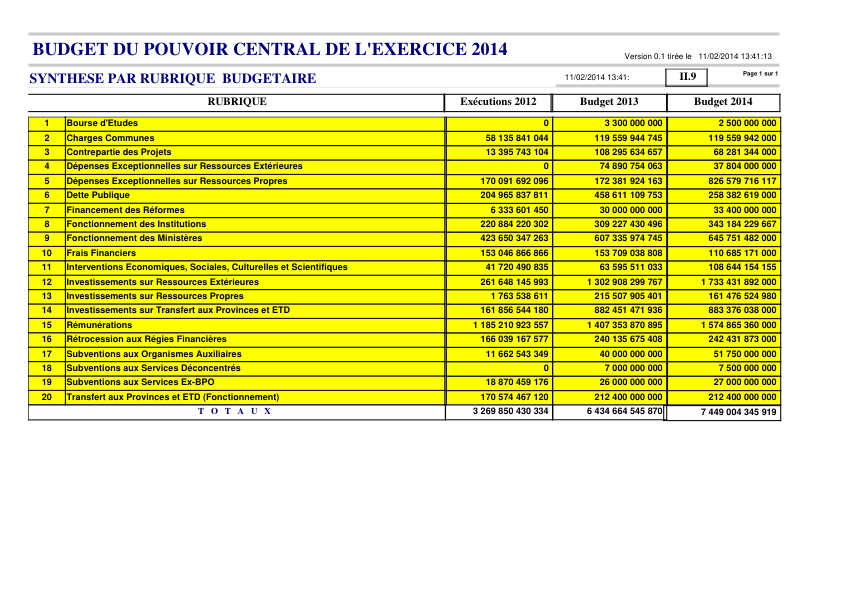 BUDGET DU POUVOIR CENTRAL DE L'EXERCICE 2014
Version 0.1 tirée le 11/02/2014 13:41:13
SYNTHESE PAR RUBRIQUE BUDGETAIRE 11/02/2014 13:41: II.9 Page 1 sur 1
RUBRIQUE Exécutions 2012 Budget 2013 Budget 2014
1 Bourse d'Etudes 0 3 300 000 000 2 500 000 000
2 Charges Communes 58 135 841 044 119 559 944 745 119 559 942 000
3 Contrepartie des Projets 13 395 743 104 108 295 634 657 68 281 344 000
4 Dépenses Exceptionnelles sur Ressources Extérieures 0 74 890 754 063 37 804 000 000
5 Dépenses Exceptionnelles sur Ressources Propres 170 091 692 096 172 381 924 163 826 579 716 117
6 Dette Publique 204 965 837 811 458 611 109 753 258 382 619 000
7 Financement des Réformes 6 333 601 450 30 000 000 000 33 400 000 000
8 Fonctionnement des Institutions 220 884 220 302 309 227 430 496 343 184 229 667
9 Fonctionnement des Ministères 423 650 347 263 607 335 974 745 645 751 482 000
10 Frais Financiers 153 046 866 866 153 709 038 808 110 685 171 000
11 Interventions Economiques, Sociales, Culturelles et Scientifiques 41 720 490 835 63 595 511 033 108 644 154 155
12 Investissements sur Ressources Extérieures 261 648 145 993 1 302 908 299 767 1 733 431 892 000
13 Investissements sur Ressources Propres 1 763 538 611 215 507 905 401 161 476 524 980
14 Investissements sur Transfert aux Provinces et ETD 161 856 544 180 882 451 471 936 883 376 038 000
15 Rémunérations 1 185 210 923 557 1 407 353 870 895 1 574 865 360 000
16 Rétrocession aux Régies Financières 166 039 167 577 240 135 675 408 242 431 873 000
17 Subventions aux Organismes Auxiliaires 11 662 543 349 40 000 000 000 51 750 000 000
18 Subventions aux Services Déconcentrés 0 7 000 000 000 7 500 000 000
19 Subventions aux Services Ex-BPO 18 870 459 176 26 000 000 000 27 000 000 000
20 Transfert aux Provinces et ETD (Fonctionnement) 170 574 467 120 212 400 000 000 212 400 000 000
T O T A U X 3 269 850 430 334 6 434 664 545 870 7 449 004 345 919